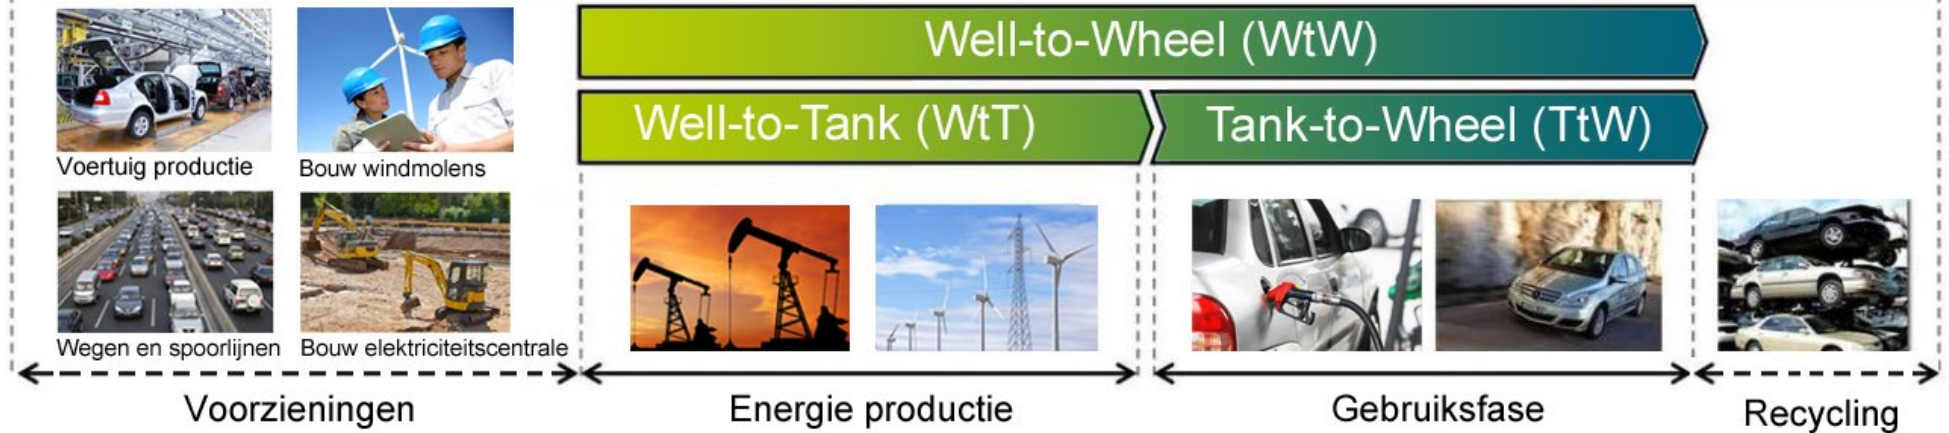 Well-to-Wheel (WtW)
Well-to-Tank (WtT)
Tank-to-Wheel (TtW)
Voertuig productie
Bouw windmolens
Wegen en spoorlijnen
Bouw elektriciteitscentrale
Voorzieningen
Energie productie
Gebruiksfase
Recycling